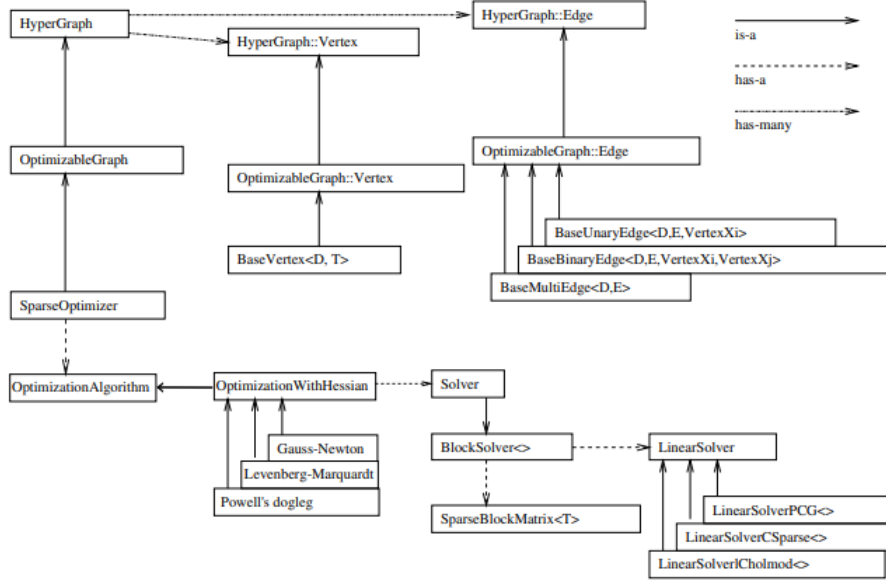 HyperGraph
HyperGraph::Edge
is-a
HyperGraph::Vertex
has-a
has-many
OptimizableGraph
OptimizableGraph::Edge
OptimizableGraph::Vertex
BaseUnaryEdge<D,E,VertexXi>
BaseVertex<D, T>
BaseBinaryEdge<D,E,VertexXi,VertexXj>
BaseMultiEdge<D,E>
SparseOptimizer
OptimizationAlgorithm
OptimizationWithHessian
Solver
Gauss-Newton
BlockSolver<>
LinearSolver
Levenberg-Marquardt
Powell's dogleg
SparseBlockMatrix<T>
LinearSolverPCG<>
LinearSolverCSparse<>
LinearSolverlCholmod<>